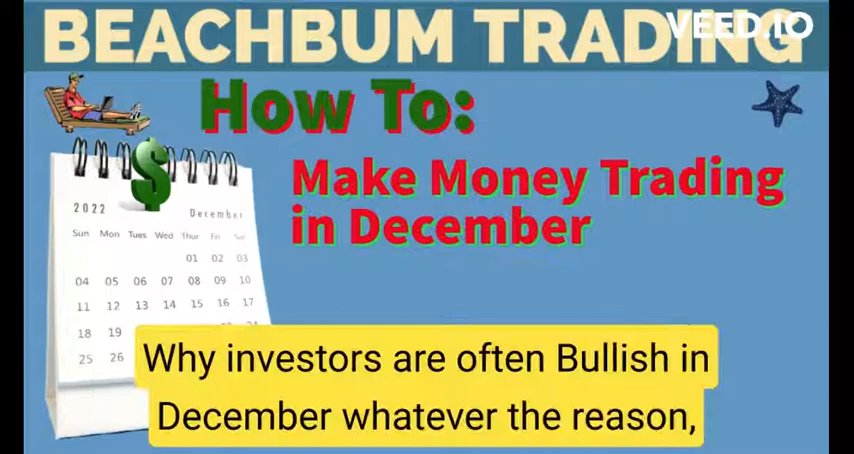 BEACHBUM TRADING
VEED.IO
How To:
Make Money Trading
in December
$
2022 December
Sun Mon Tues Wed Thur Fri Sat
01 02 03
04 05 06 07 08 09 10
11 12 13 14 15 16 17
18 19
25 26
Why investors are often Bullish in
December whatever the reason,